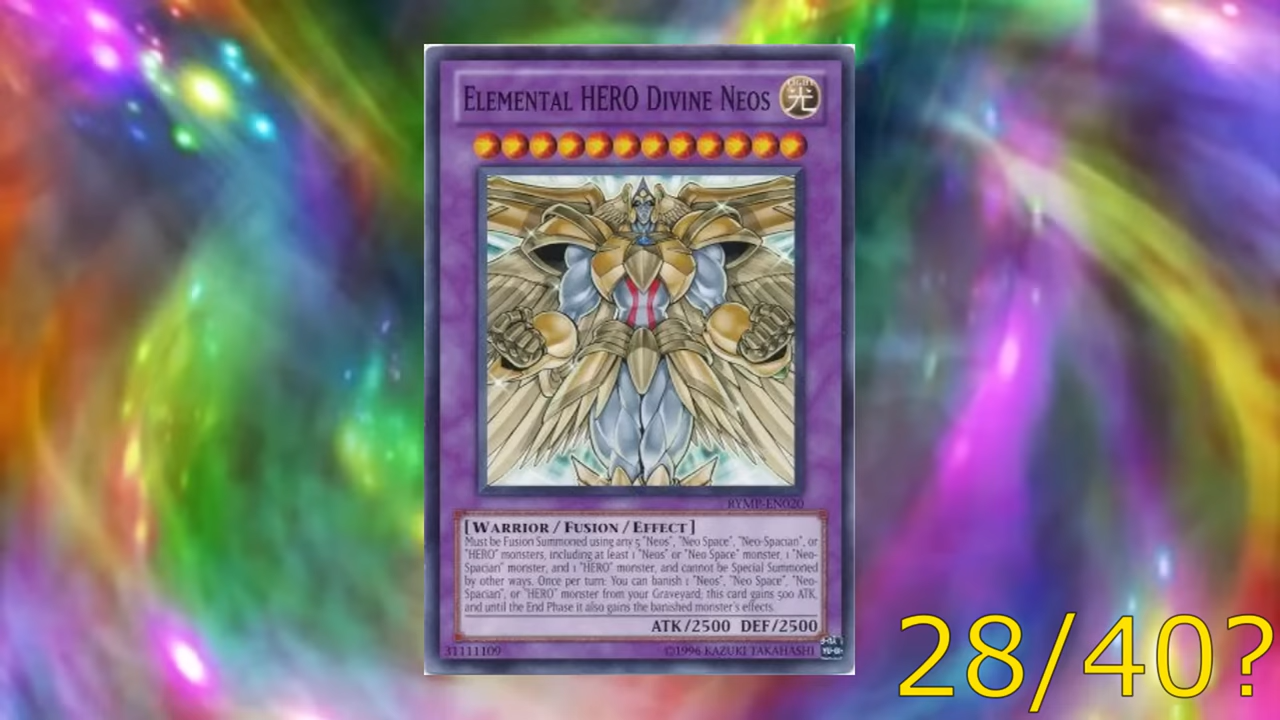 Elemental HERO Divine Neos
光
RYMP-EN020
[Warrior / Fusion / Effect]
Must be Fusion Summoned using any 5 "Neos", "Neo Space", "Neo-Spacian", or
"HERO" monsters, including at least 1 "Neos" or "Neo Space" monster, 1 "Neo-
Spacian" monster, and 1 "HERO" monster, and cannot be Special Summoned
by other ways. Once per turn: You can banish 1 "Neos", "Neo Space", "Neo-
Spacian", or "HERO" monster from your Graveyard; this card gains 500 ATK,
and until the End Phase it also gains the banished monster's effects.
ATK/2500 DEF/2500
31111109 ©1996 KAZUKI TAKAHASHI
28/40?